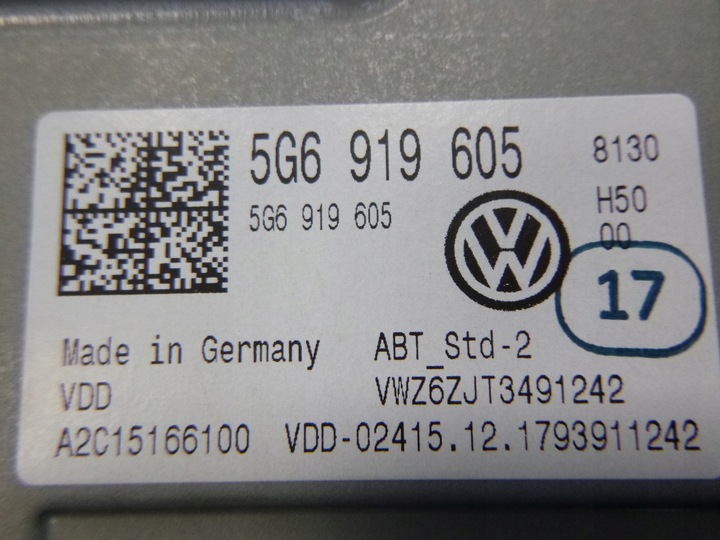 5G6 919 605 8130
5G6 919 605 H50
00
17
Made in Germany ABT_Std-2
VDD VWZ6ZJT3491242
A2C15166100 VDD-02415.12.1793911242